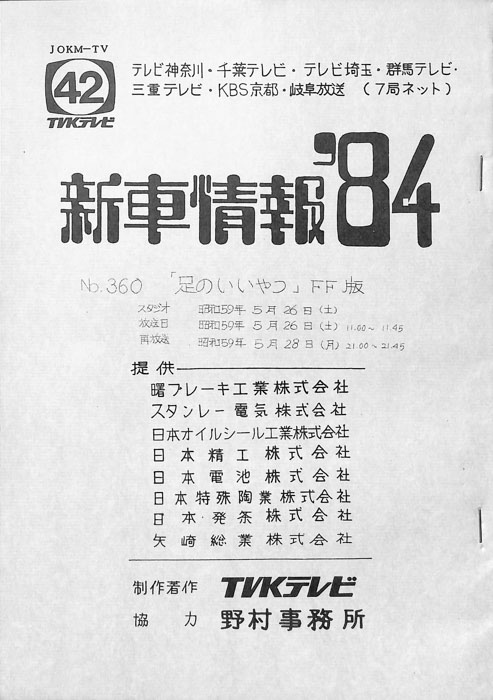 JOKM-TV
42
TVKテレビ
テレビ神奈川・千葉テレビ・テレビ埼玉・群馬テレビ・
三重テレビ・KBS京都・岐阜放送 (7局ネット)
新車情報'84
No.360 「足のいいやつ」FF版
スタジオ 昭和59年 5月26日(土)
放送日 昭和59年 5月26日(土) 11.00~11.45
再放送 昭和59年 5月28日(月) 21.00~21.45
提供
曙ブレーキ工業株式会社
スタンレー電気株式会社
日本オイルシール工業株式会社
日本精工株式会社
日本電池株式会社
日本特殊陶業株式会社
日本・発条株式会社
矢崎総業株式会社
制作著作 TVKテレビ
協力 野村事務所